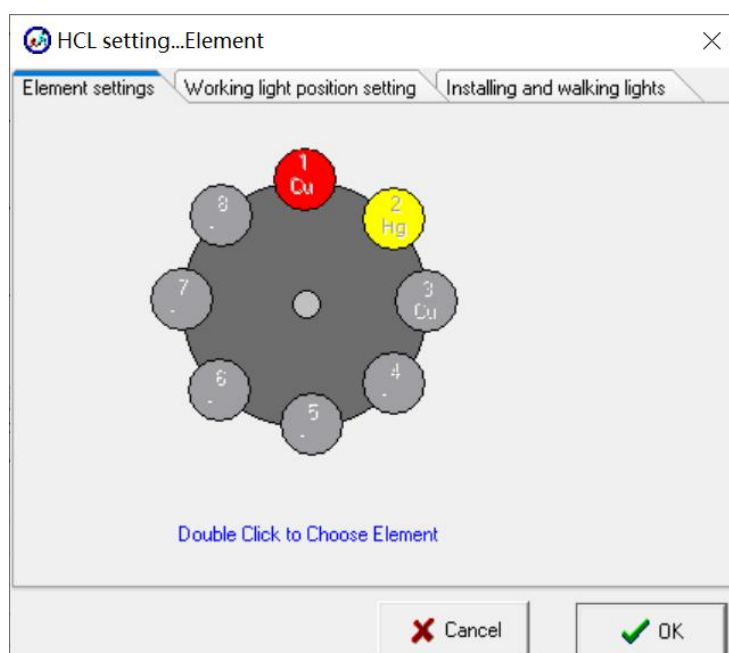 HCL setting...Element
Element settings
Working light position setting
Installing and walking lights
1
Cu
2
Hg
3
Cu
4
-
5
-
6
-
7
-
8
-
Double Click to Choose Element
Cancel
OK